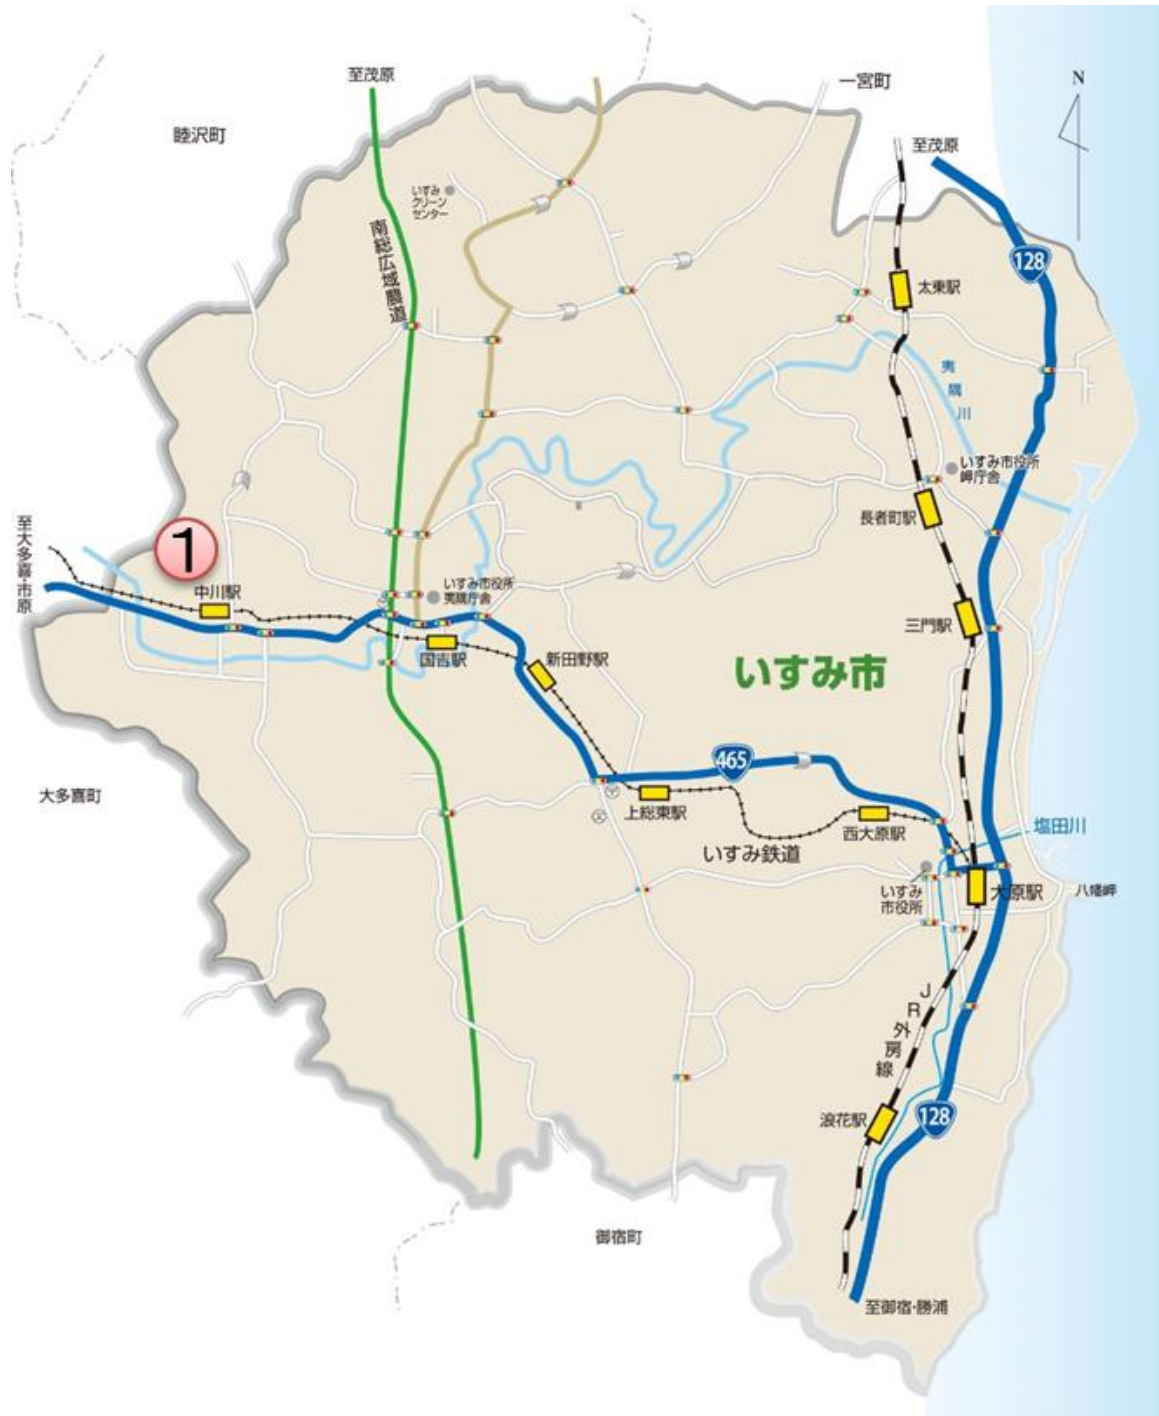 至茂原
一宮町
N
睦沢町
至茂原
いすみ
クリーン
センター
南総広域農道
128
太東駅
夷隅川
いすみ市役所
岬庁舎
長者町駅
至大多喜・市原
1
中川駅
いすみ市役所
夷隅庁舎
三門駅
国吉駅
新田野駅
いすみ市
465
大多喜町
上総東駅
西大原駅
塩田川
いすみ鉄道
いすみ
市役所
大原駅
八幡岬
JR外房線
浪花駅
128
御宿町
至御宿・勝浦